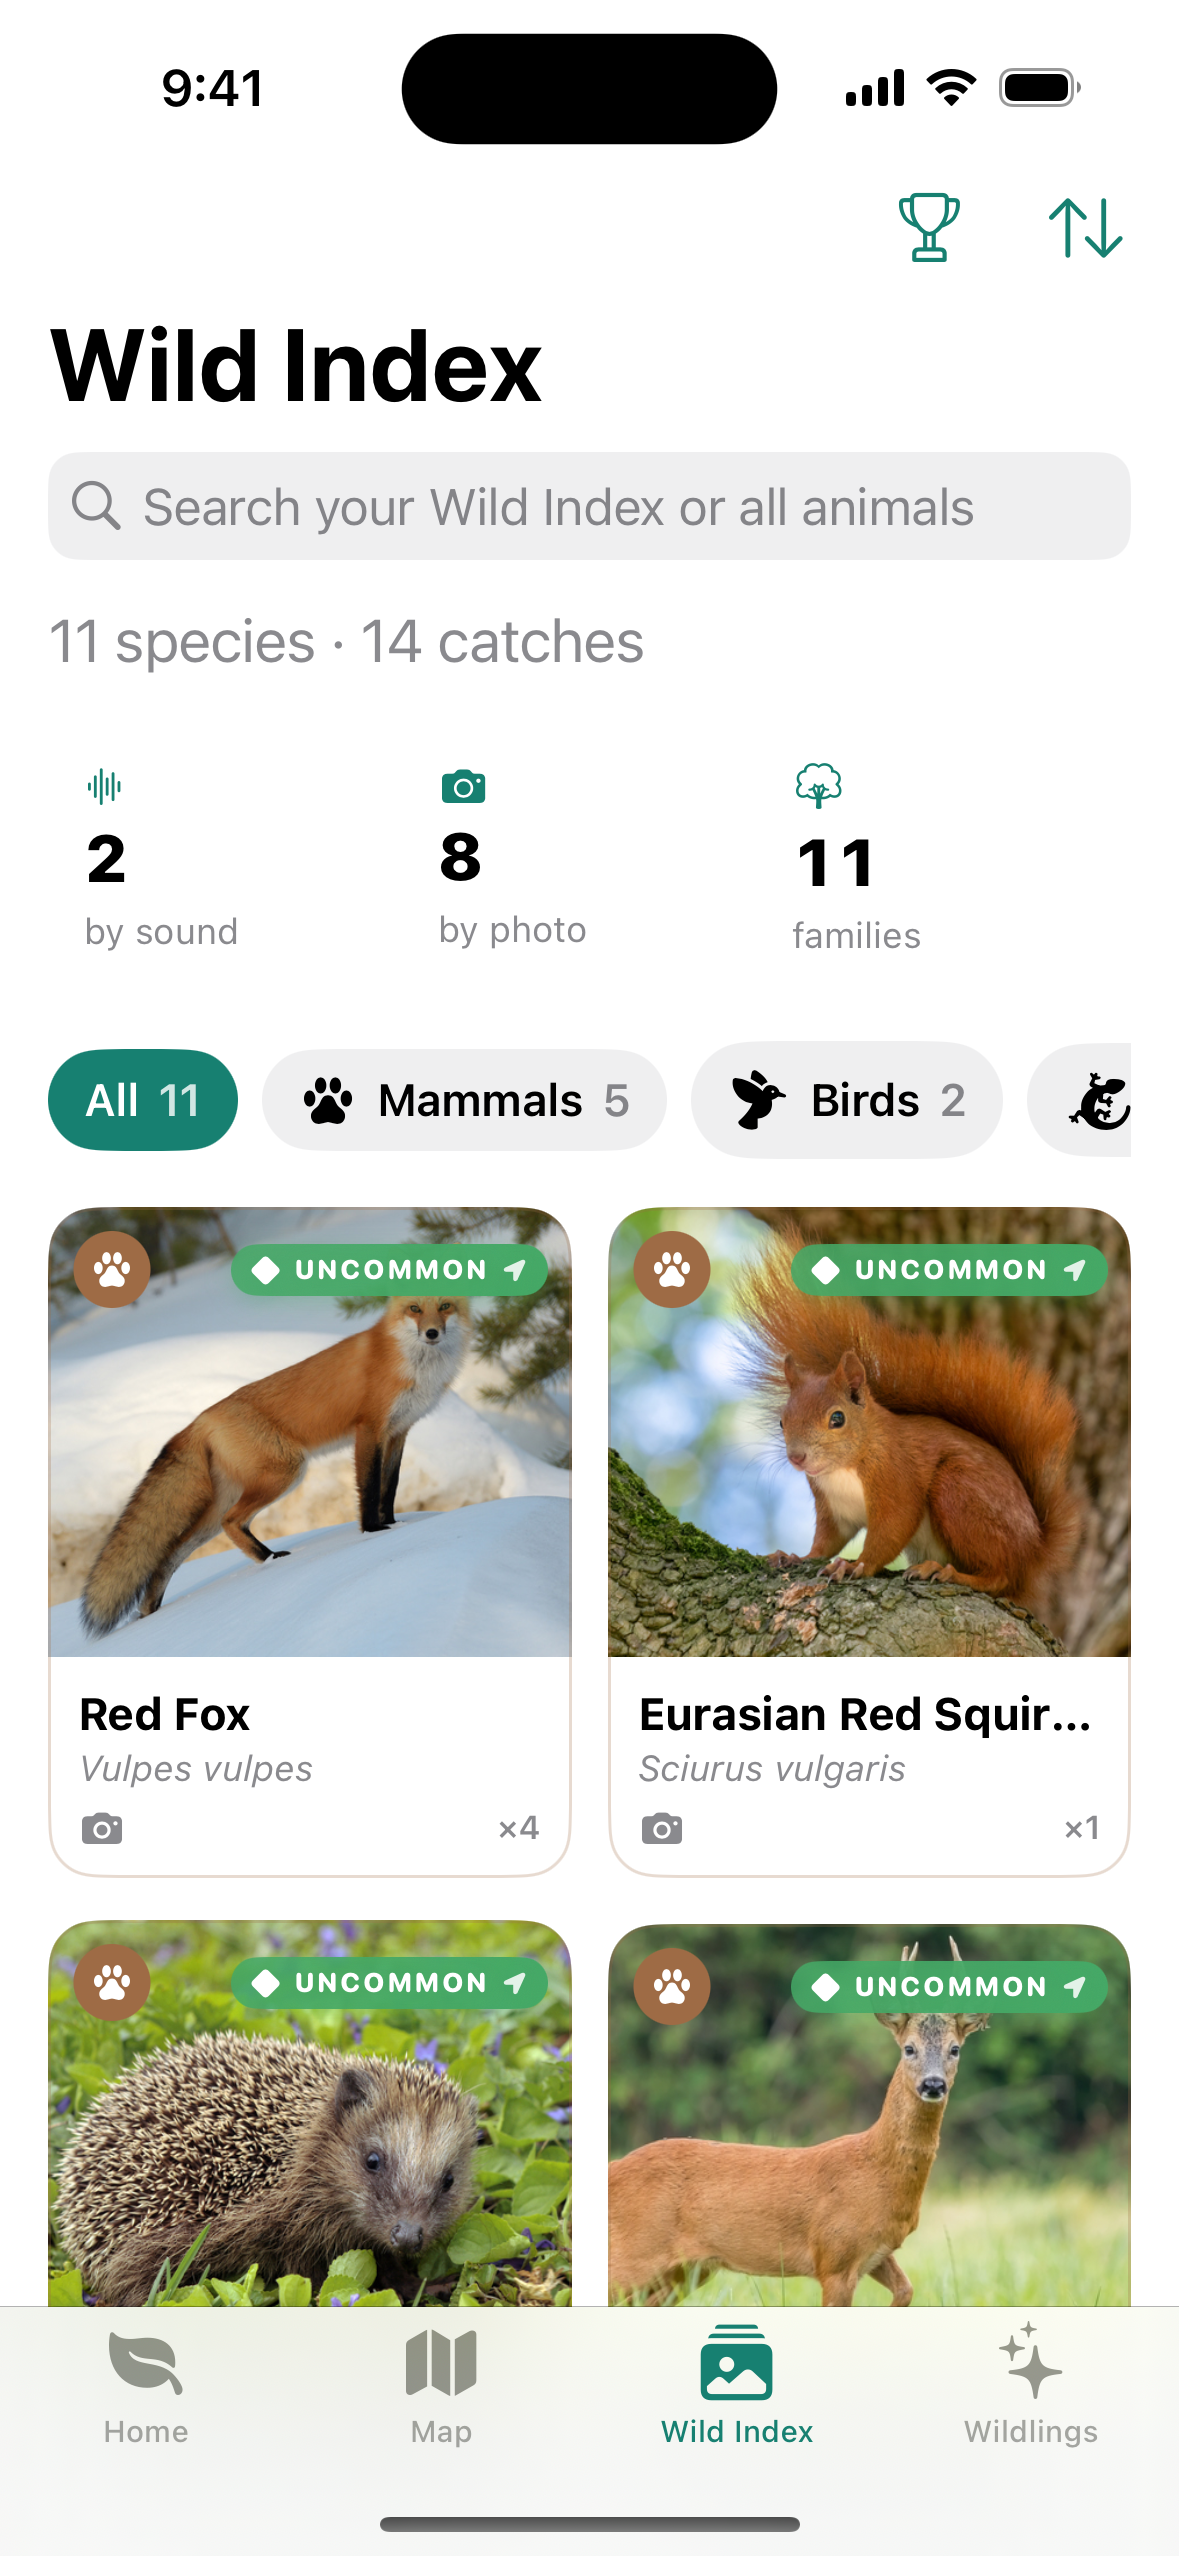 9:41
Wild Index
Search your Wild Index or all animals
11 species · 14 catches
2
by sound
8
by photo
11
families
All 11
Mammals 5
Birds 2
UNCOMMON
UNCOMMON
Red Fox
Vulpes vulpes
×4
Eurasian Red Squir...
Sciurus vulgaris
×1
UNCOMMON
UNCOMMON
Home
Map
Wild Index
Wildlings